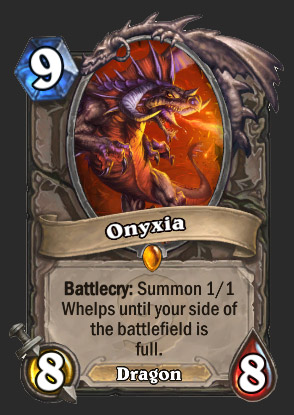 9
Onyxia
Battlecry: Summon 1/1
Whelps until your side of
the battlefield is
full.
8
Dragon
8